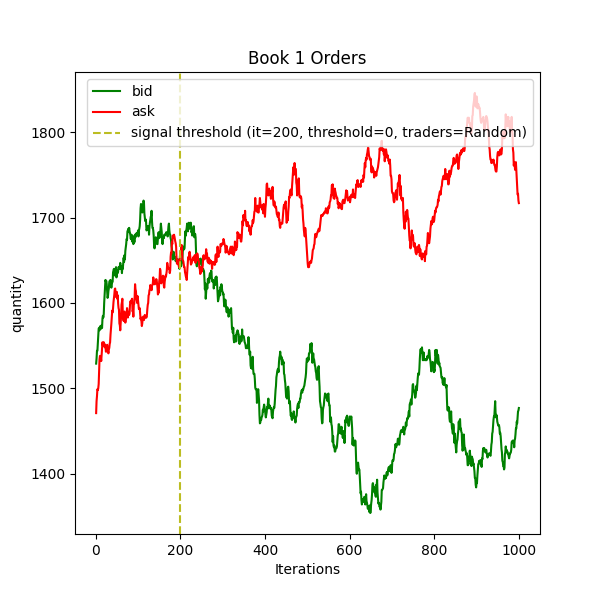 Book 1 Orders
bid
ask
signal threshold (it=200, threshold=0, traders=Random)
1800
1700
1600
1500
1400
quantity
0 200 400 600 800 1000
Iterations